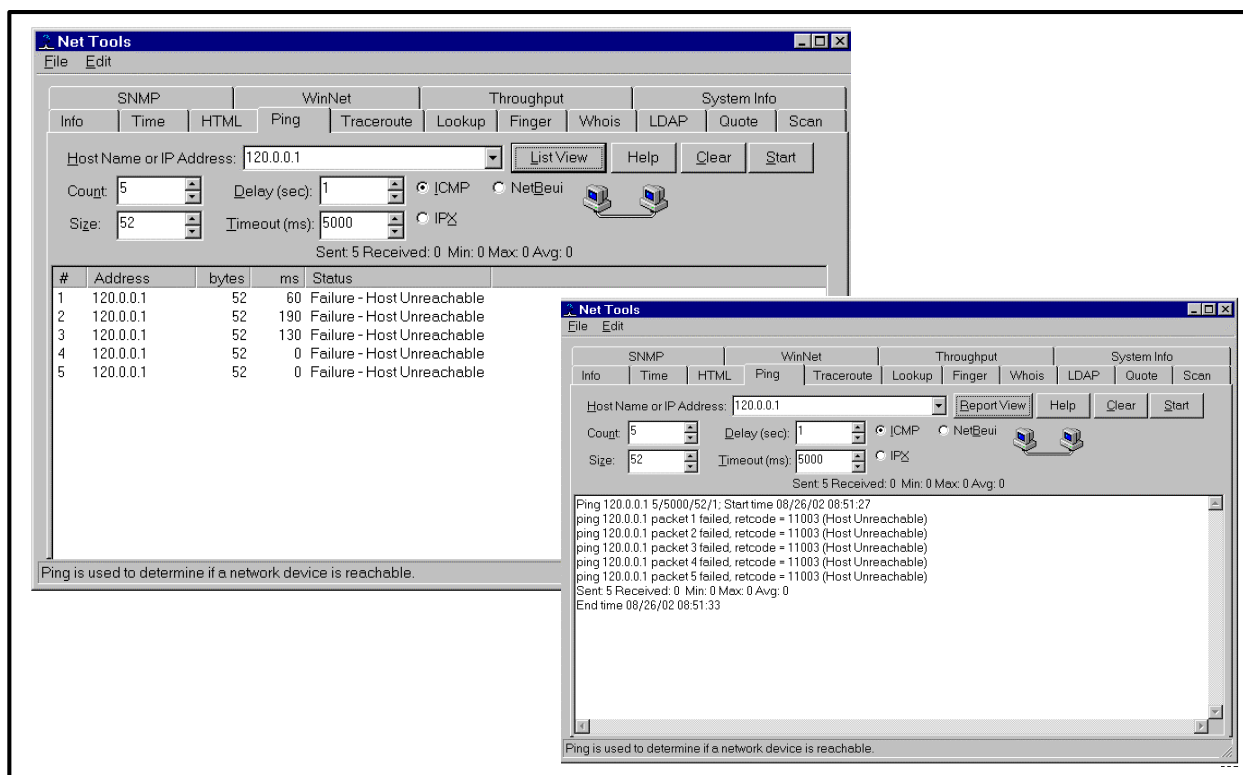 Net Tools
File Edit
SNMP WinNet Throughput System Info
Info Time HTML Ping Traceroute Lookup Finger Whois LDAP Quote Scan
Host Name or IP Address: 120.0.0.1 List View Help Clear Start
Count: 5 Delay (sec): 1 ICMP NetBeui
Size: 52 Timeout (ms): 5000 IPX
Sent: 5 Received: 0 Min: 0 Max: 0 Avg: 0
# Address bytes ms Status
1 120.0.0.1 52 60 Failure - Host Unreachable
2 120.0.0.1 52 190 Failure - Host Unreachable
3 120.0.0.1 52 130 Failure - Host Unreachable
4 120.0.0.1 52 0 Failure - Host Unreachable
5 120.0.0.1 52 0 Failure - Host Unreachable
Ping is used to determine if a network device is reachable.
Net Tools
File Edit
SNMP WinNet Throughput System Info
Info Time HTML Ping Traceroute Lookup Finger Whois LDAP Quote Scan
Host Name or IP Address: 120.0.0.1 Report View Help Clear Start
Count: 5 Delay (sec): 1 ICMP NetBeui
Size: 52 Timeout (ms): 5000 IPX
Sent: 5 Received: 0 Min: 0 Max: 0 Avg: 0
Ping 120.0.0.1 5/5000/52/1; Start time 08/26/02 08:51:27
ping 120.0.0.1 packet 1 failed, retcode = 11003 (Host Unreachable)
ping 120.0.0.1 packet 2 failed, retcode = 11003 (Host Unreachable)
ping 120.0.0.1 packet 3 failed, retcode = 11003 (Host Unreachable)
ping 120.0.0.1 packet 4 failed, retcode = 11003 (Host Unreachable)
ping 120.0.0.1 packet 5 failed, retcode = 11003 (Host Unreachable)
Sent: 5 Received: 0 Min: 0 Max: 0 Avg: 0
End time 08/26/02 08:51:33
Ping is used to determine if a network device is reachable.